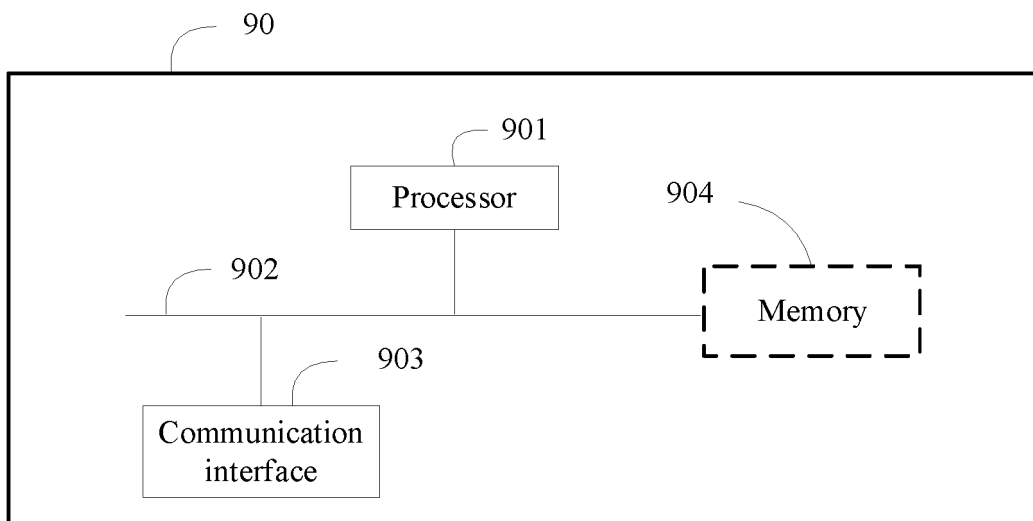 90
901
Processor
904
902
Memory
903
Communication
interface